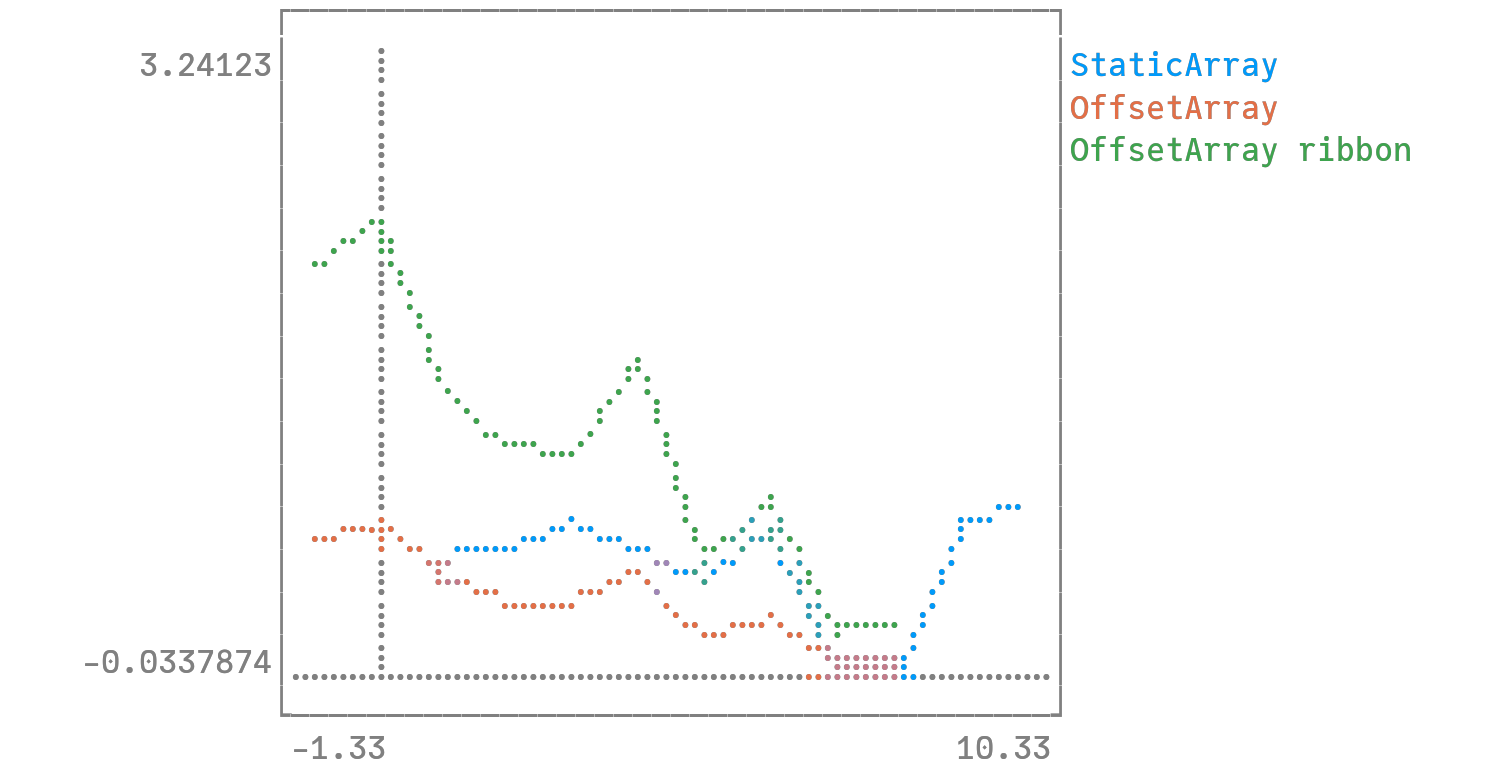 3.24123
StaticArray
OffsetArray
OffsetArray ribbon
-0.0337874
-1.33
10.33